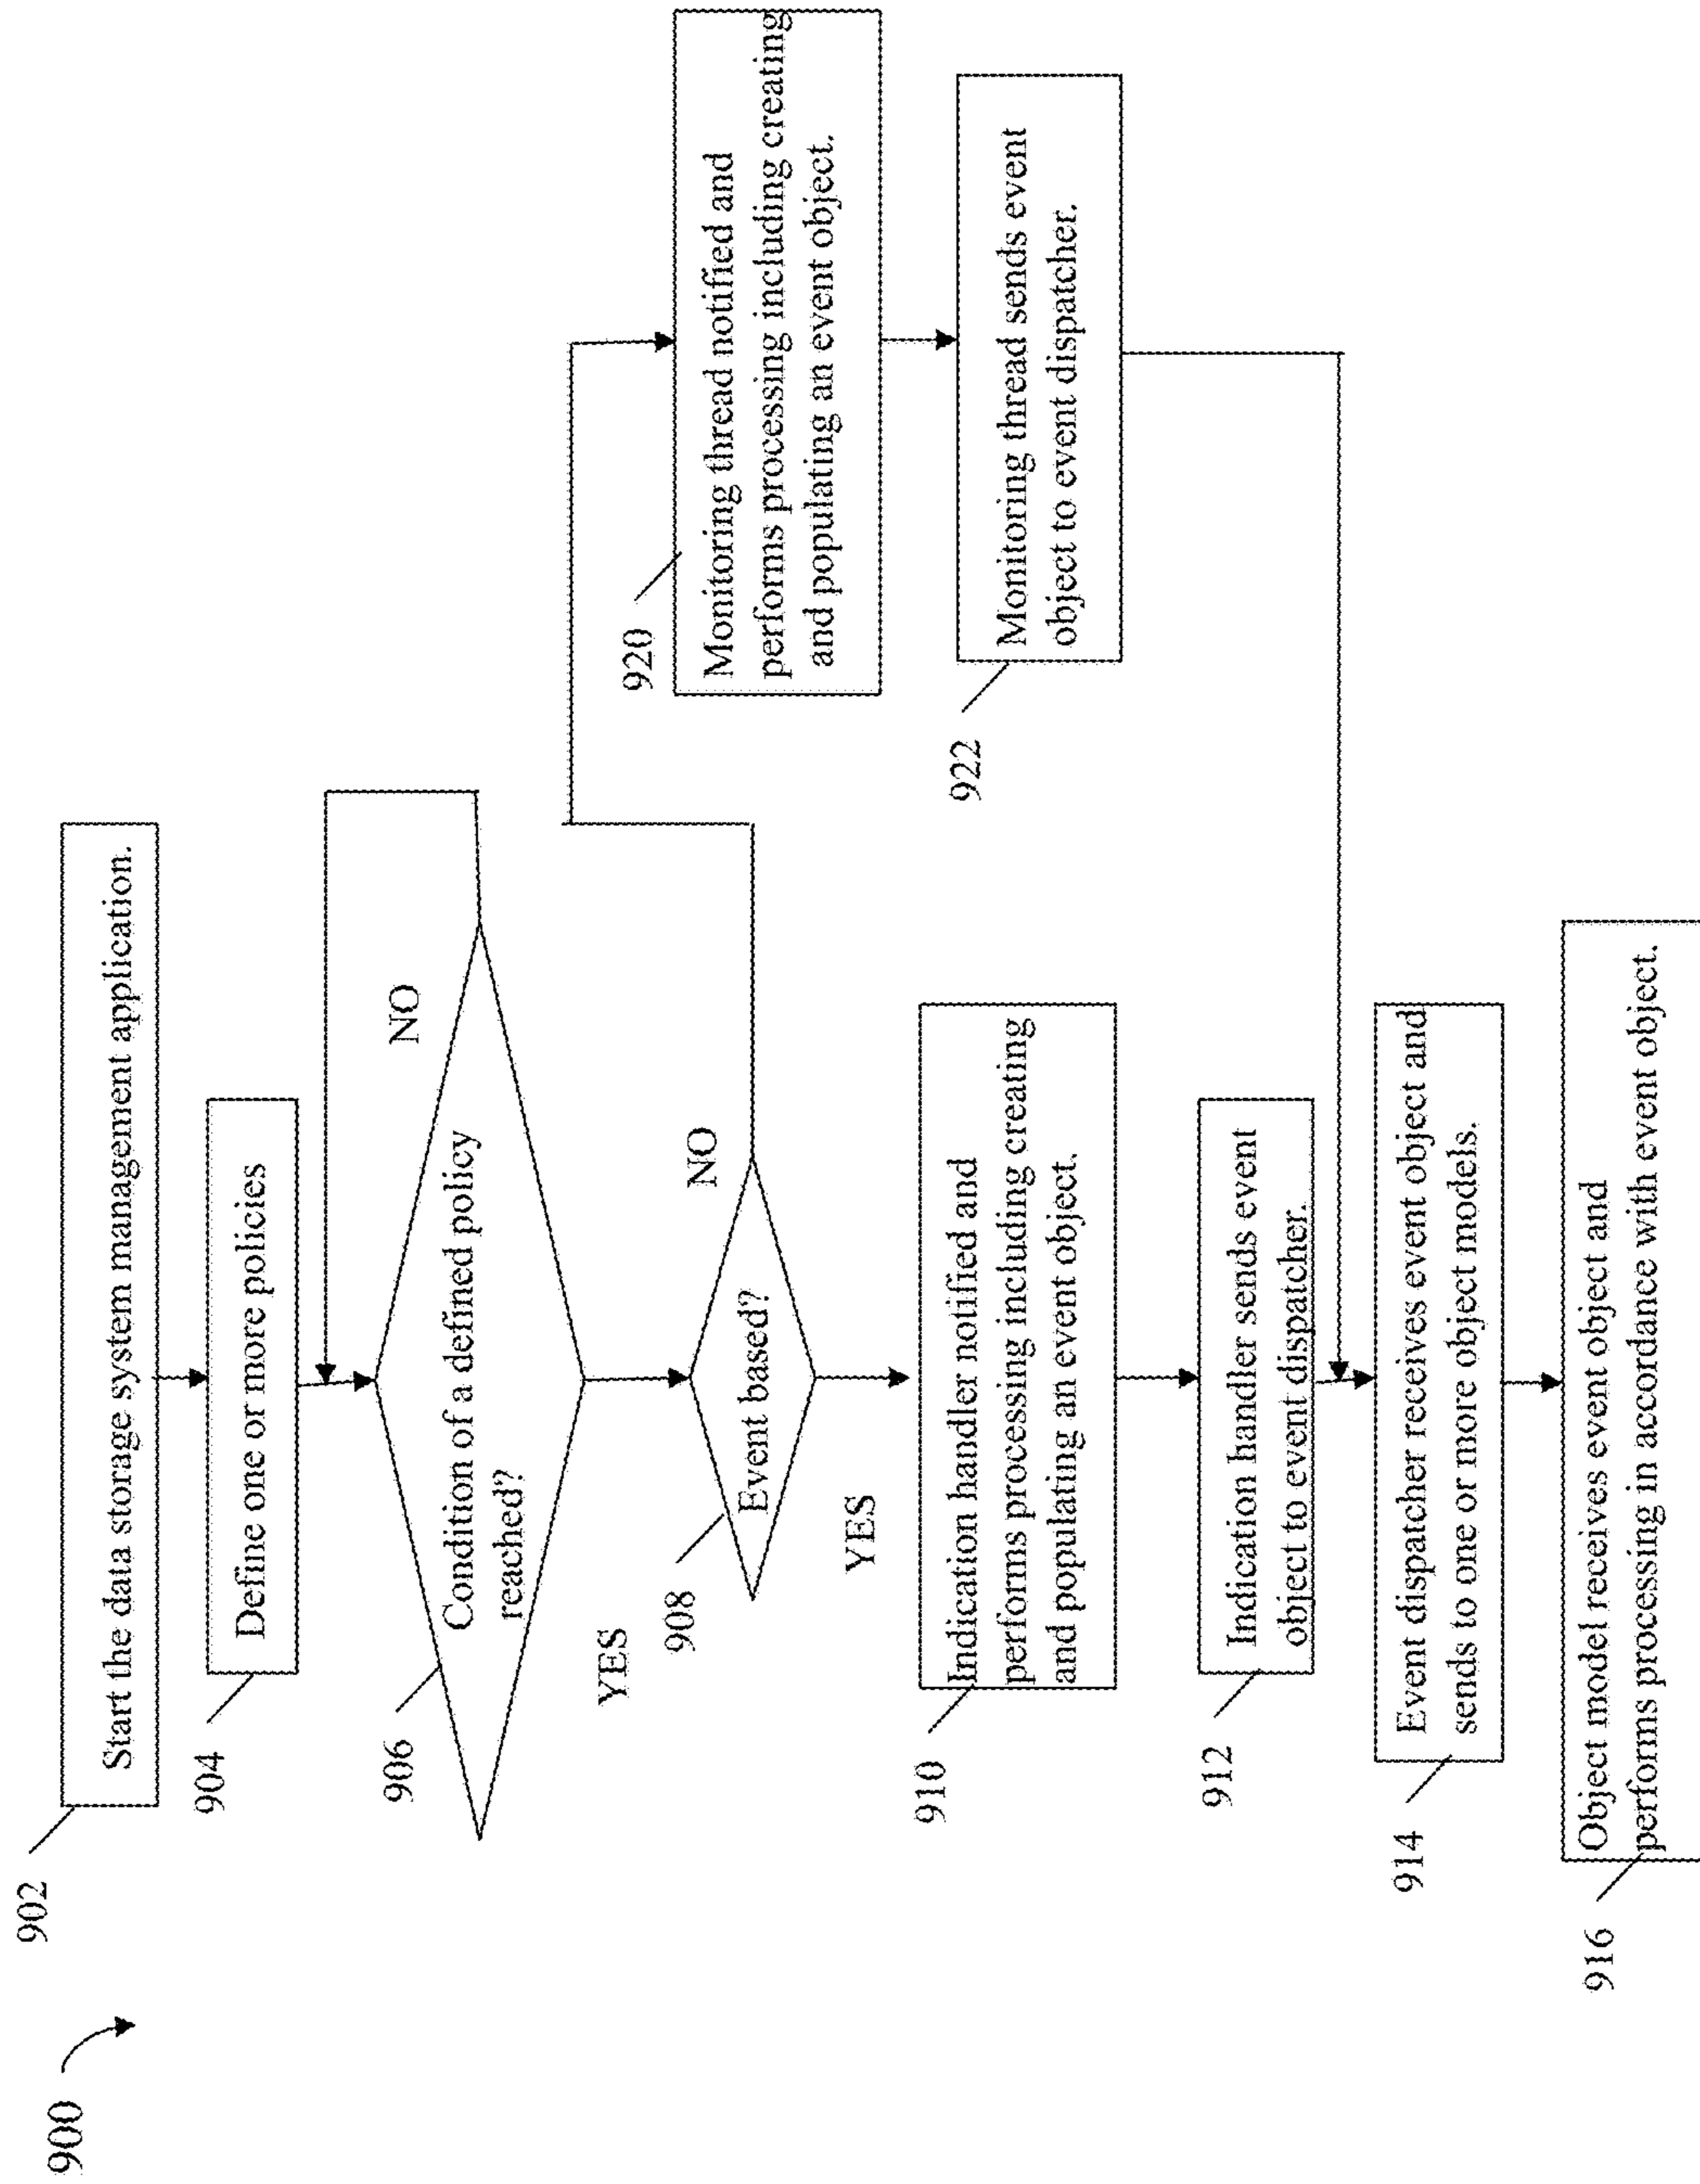 900
902
Start the data storage system management application.
904
Define one or more policies
906
Condition of a defined policy
reached?
NO
YES
908
Event based?
NO
YES
910
Indication handler notified and
performs processing including creating
and populating an event object.
912
Indication handler sends event
object to event dispatcher.
914
Event dispatcher receives event object and
sends to one or more object models.
916
Object model receives event object and
performs processing in accordance with event object.
920
Monitoring thread notified and
performs processing including creating
and populating an event object.
922
Monitoring thread sends event
object to event dispatcher.